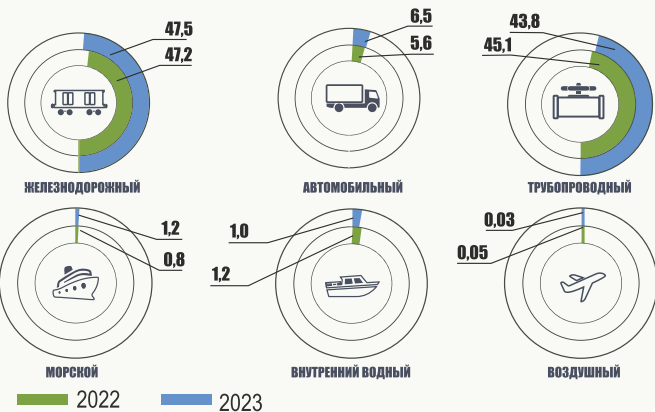 47,5
47,2
6,5
5,6
43,8
45,1
ЖЕЛЕЗНОДОРОЖНЫЙ
АВТОМОБИЛЬНЫЙ
ТРУБОПРОВОДНЫЙ
1,2
0,8
1,0
1,2
0,03
0,05
МОРСКОЙ
ВНУТРЕННИЙ ВОДНЫЙ
ВОЗДУШНЫЙ
2022
2023